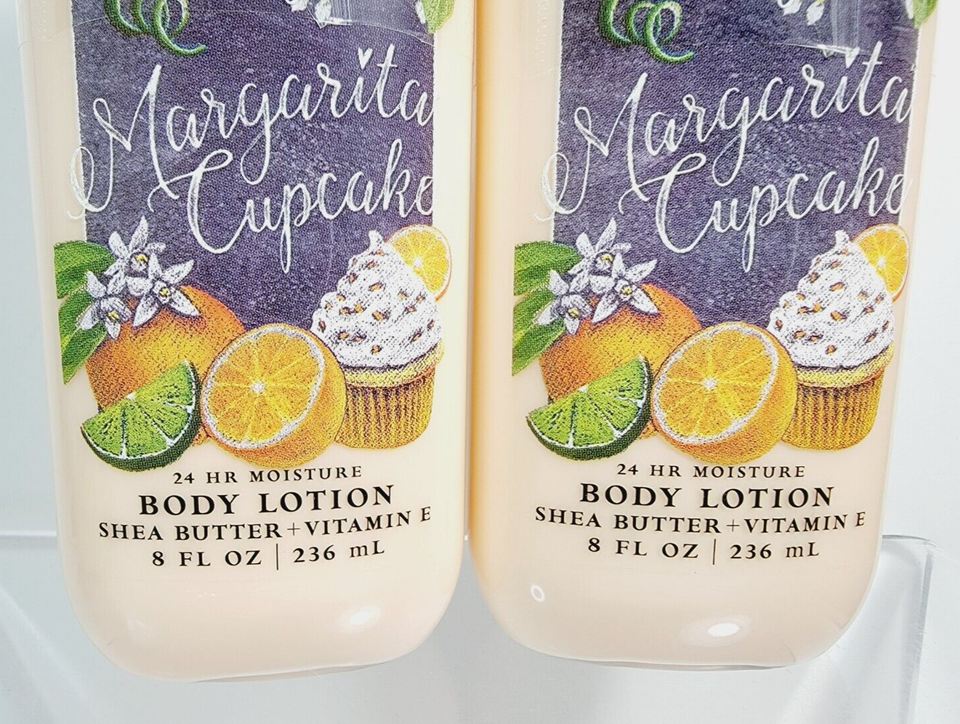 Margarita
Cupcake
24 HR MOISTURE
BODY LOTION
SHEA BUTTER+VITAMIN E
8 FL OZ | 236 mL
Margarita
Cupcake
24 HR MOISTURE
BODY LOTION
SHEA BUTTER+VITAMIN E
8 FL OZ | 236 mL